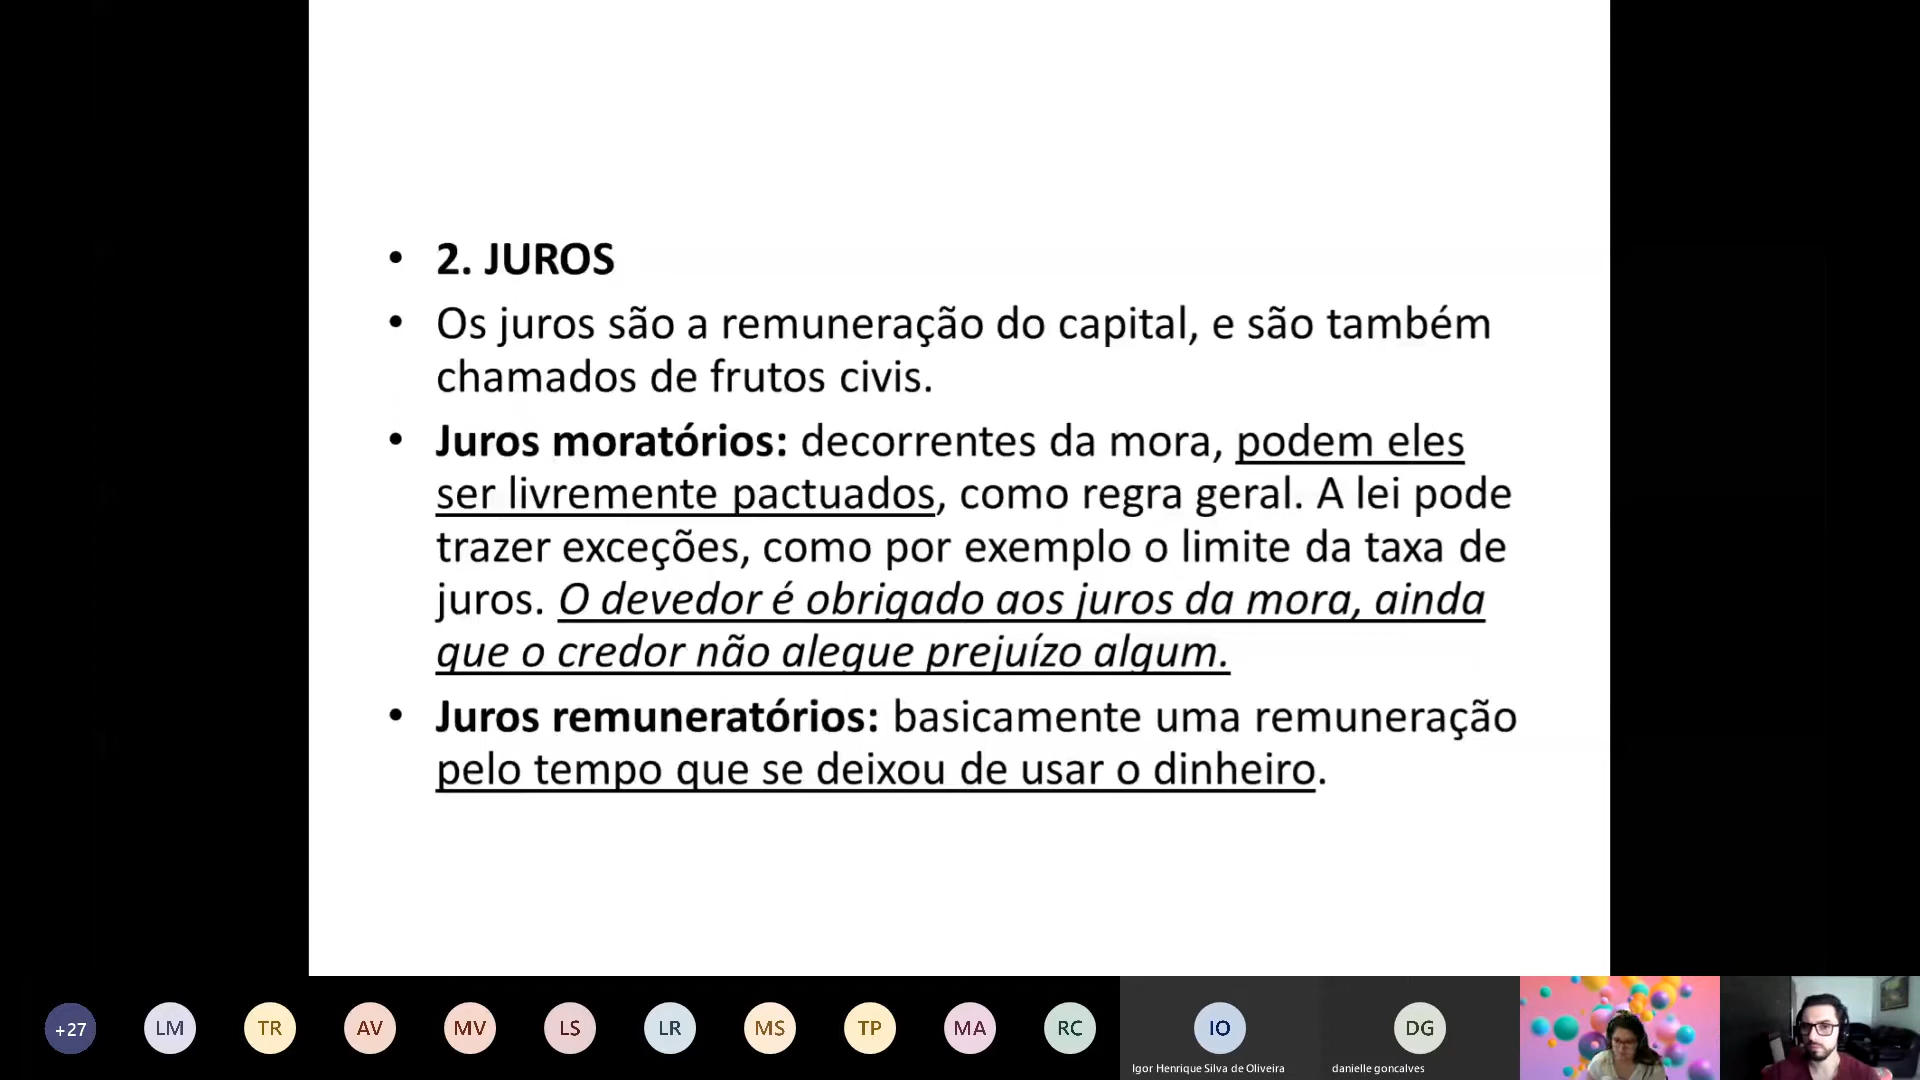 • 2. JUROS
• Os juros são a remuneração do capital, e são também
chamados de frutos civis.
• Juros moratórios: decorrentes da mora, podem eles
ser livremente pactuados, como regra geral. A lei pode
trazer exceções, como por exemplo o limite da taxa de
juros. O devedor é obrigado aos juros da mora, ainda
que o credor não alegue prejuízo algum.
• Juros remuneratórios: basicamente uma remuneração
pelo tempo que se deixou de usar o dinheiro.
+27 LM TR AV MV LS LR MS TP MA RC IO DG
Igor Henrique Silva de Oliveira danielle goncalves